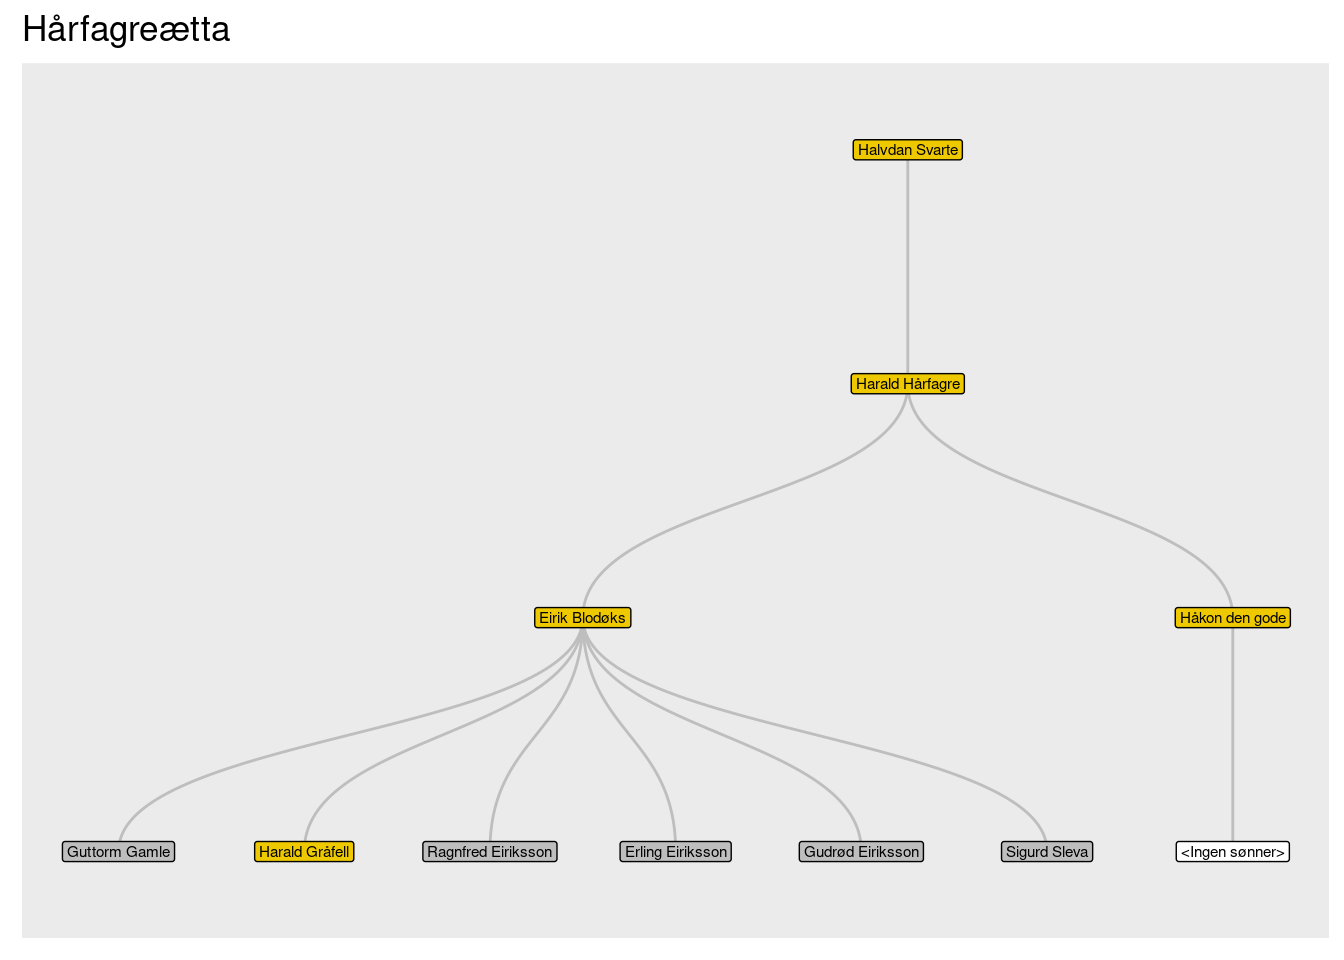 Hårfagreætta
Halvdan Svarte
Harald Hårfagre
Eirik Blodøks
Håkon den gode
Guttorm Gamle
Harald Gråfell
Ragnfred Eiriksson
Erling Eiriksson
Gudrød Eiriksson
Sigurd Sleva
<Ingen sønner>